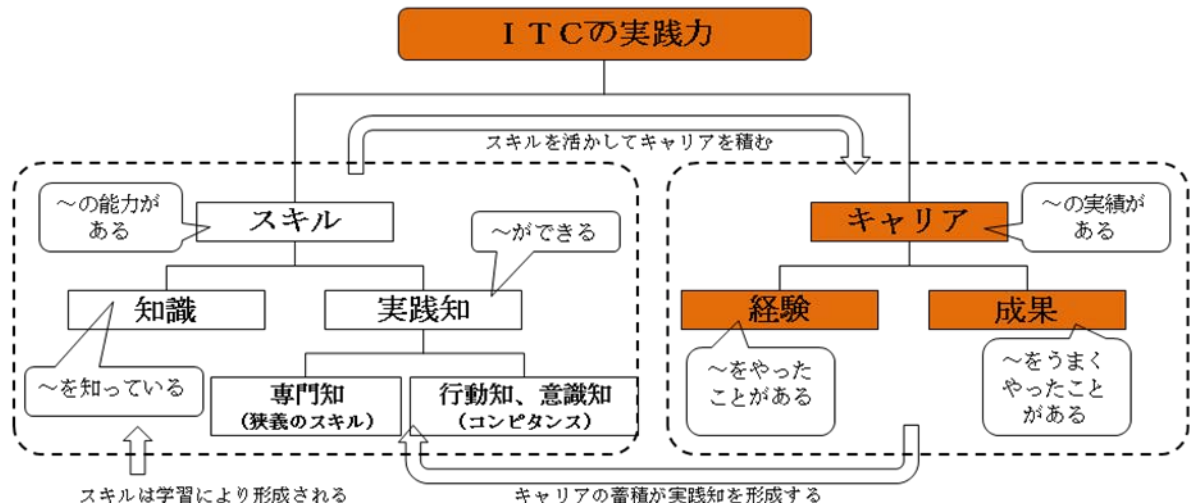 ＩＴＣの実践力
スキルを活かしてキャリアを積む
～の能力が
ある
スキル
～ができる
キャリア
～の実績が
ある
知識
実践知
経験
成果
～を知っている
専門知
(狭義のスキル)
行動知、意識知
(コンピタンス)
～をやった
ことがある
～をうまく
やったこと
がある
スキルは学習により形成される
キャリアの蓄積が実践知を形成する